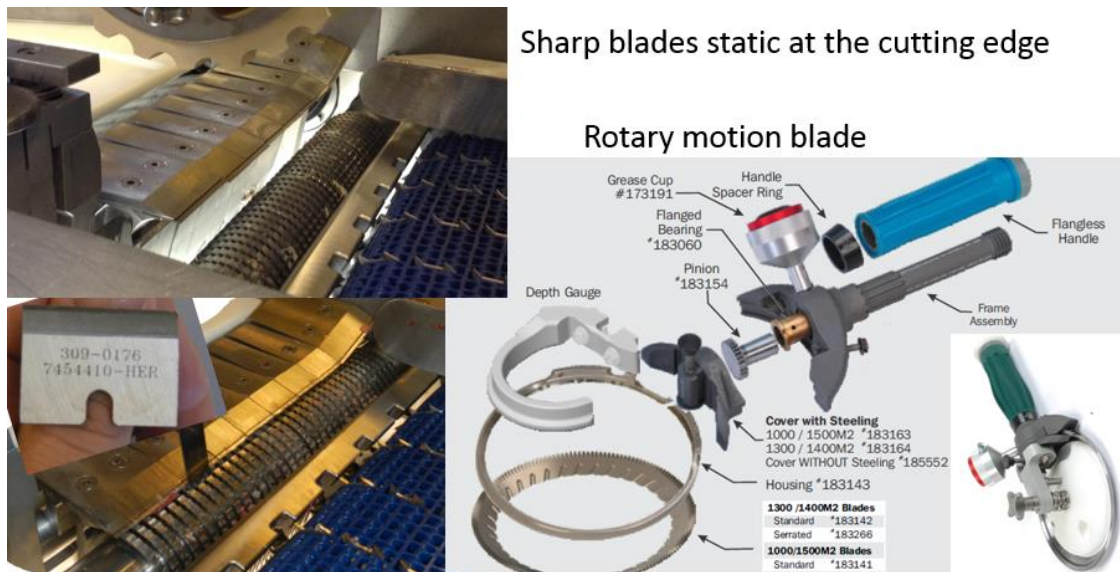 Sharp blades static at the cutting edge
Rotary motion blade
Grease Cup
#173191
Handle
Spacer Ring
Flanged
Bearing
*183060
Flangless
Handle
Pinion
*183154
Depth Gauge
Frame
Assembly
309-0176
7454410-HER
Cover with Steeling
1000 / 1500M2 *183163
1300 / 1400M2 *183164
Cover WITHOUT Steeling *185552
Housing *183143
1300 /1400M2 Blades
Standard *183142
Serrated *183266
1000/1500M2 Blades
Standard *183141